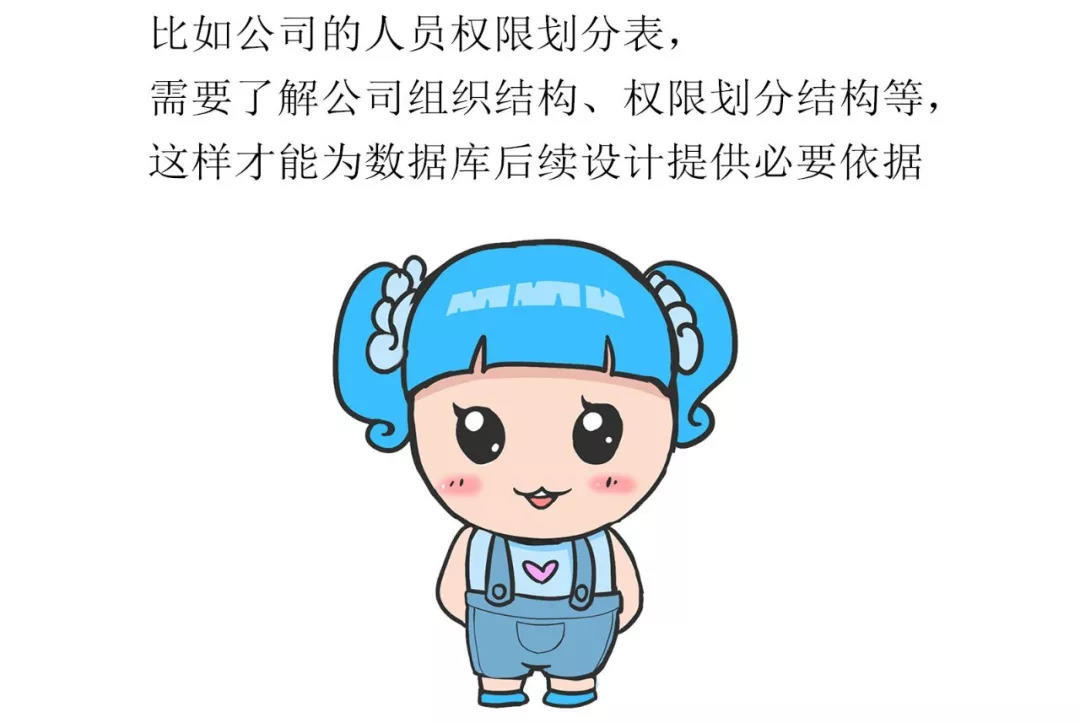 比如公司的人员权限划分表，
需要了解公司组织结构、权限划分结构等，
这样才能为数据库后续设计提供必要依据